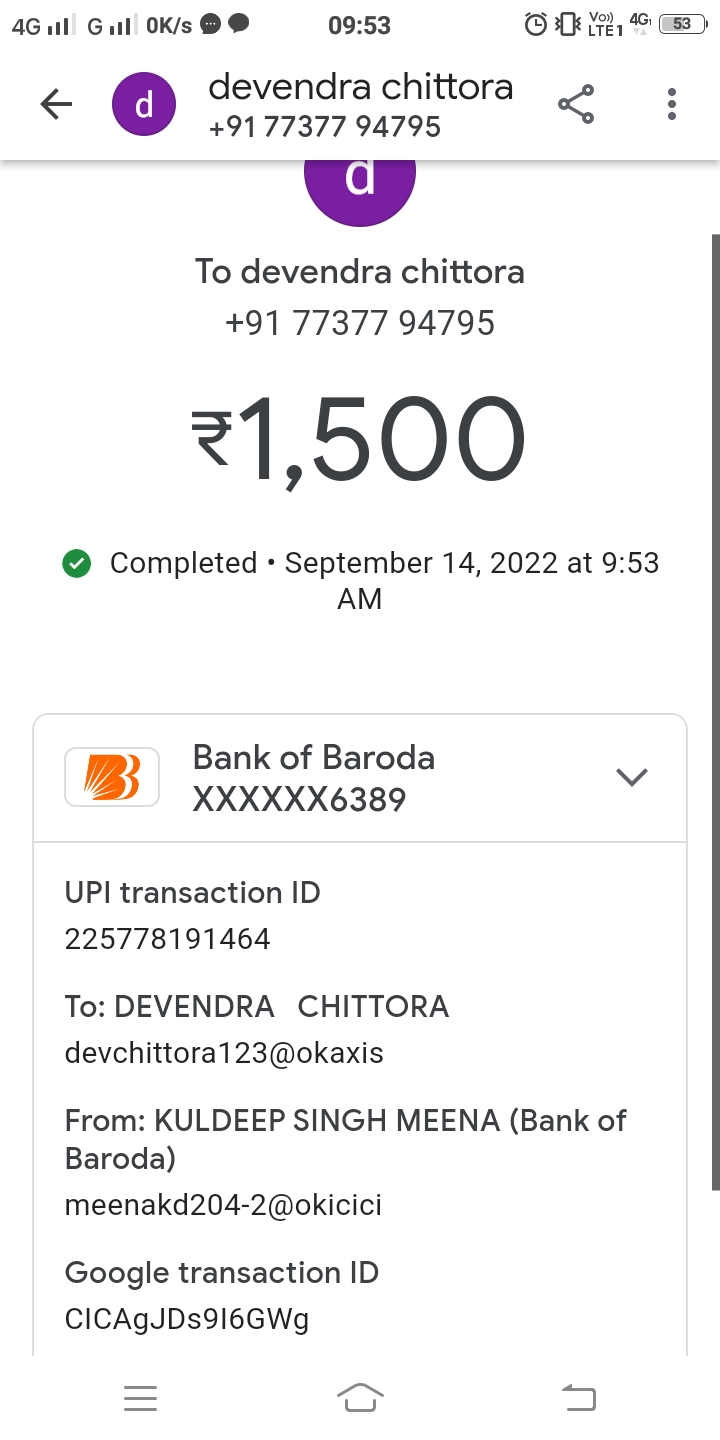 4G G 0K/s 09:53 Vo)) LTE 1 4G 53
d devendra chittora
+91 77377 94795
d
To devendra chittora
+91 77377 94795
₹1,500
Completed • September 14, 2022 at 9:53
AM
Bank of Baroda
XXXXXX6389
UPI transaction ID
225778191464
To: DEVENDRA   CHITTORA
devchittora123@okaxis
From: KULDEEP SINGH MEENA (Bank of
Baroda)
meenakd204-2@okicici
Google transaction ID
CICAgJDs9I6GWg